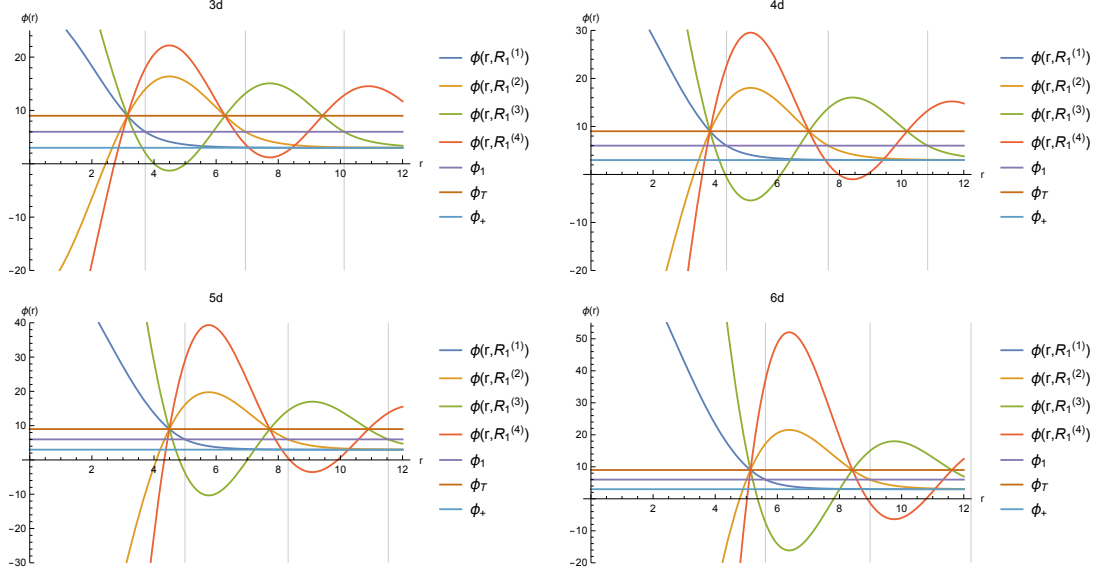 3d
ϕ(r)
20
10
−10
−20
2
4
6
8
10
12
r
ϕ(r,R₁⁽¹⁾)
ϕ(r,R₁⁽²⁾)
ϕ(r,R₁⁽³⁾)
ϕ(r,R₁⁽⁴⁾)
ϕ₁
ϕ_T
ϕ₊
4d
ϕ(r)
30
20
10
−10
−20
2
4
6
8
10
12
r
ϕ(r,R₁⁽¹⁾)
ϕ(r,R₁⁽²⁾)
ϕ(r,R₁⁽³⁾)
ϕ(r,R₁⁽⁴⁾)
ϕ₁
ϕ_T
ϕ₊
5d
ϕ(r)
40
30
20
10
−10
−20
−30
2
4
6
8
10
12
r
ϕ(r,R₁⁽¹⁾)
ϕ(r,R₁⁽²⁾)
ϕ(r,R₁⁽³⁾)
ϕ(r,R₁⁽⁴⁾)
ϕ₁
ϕ_T
ϕ₊
6d
ϕ(r)
50
40
30
20
10
−10
−20
2
4
6
8
10
12
r
ϕ(r,R₁⁽¹⁾)
ϕ(r,R₁⁽²⁾)
ϕ(r,R₁⁽³⁾)
ϕ(r,R₁⁽⁴⁾)
ϕ₁
ϕ_T
ϕ₊